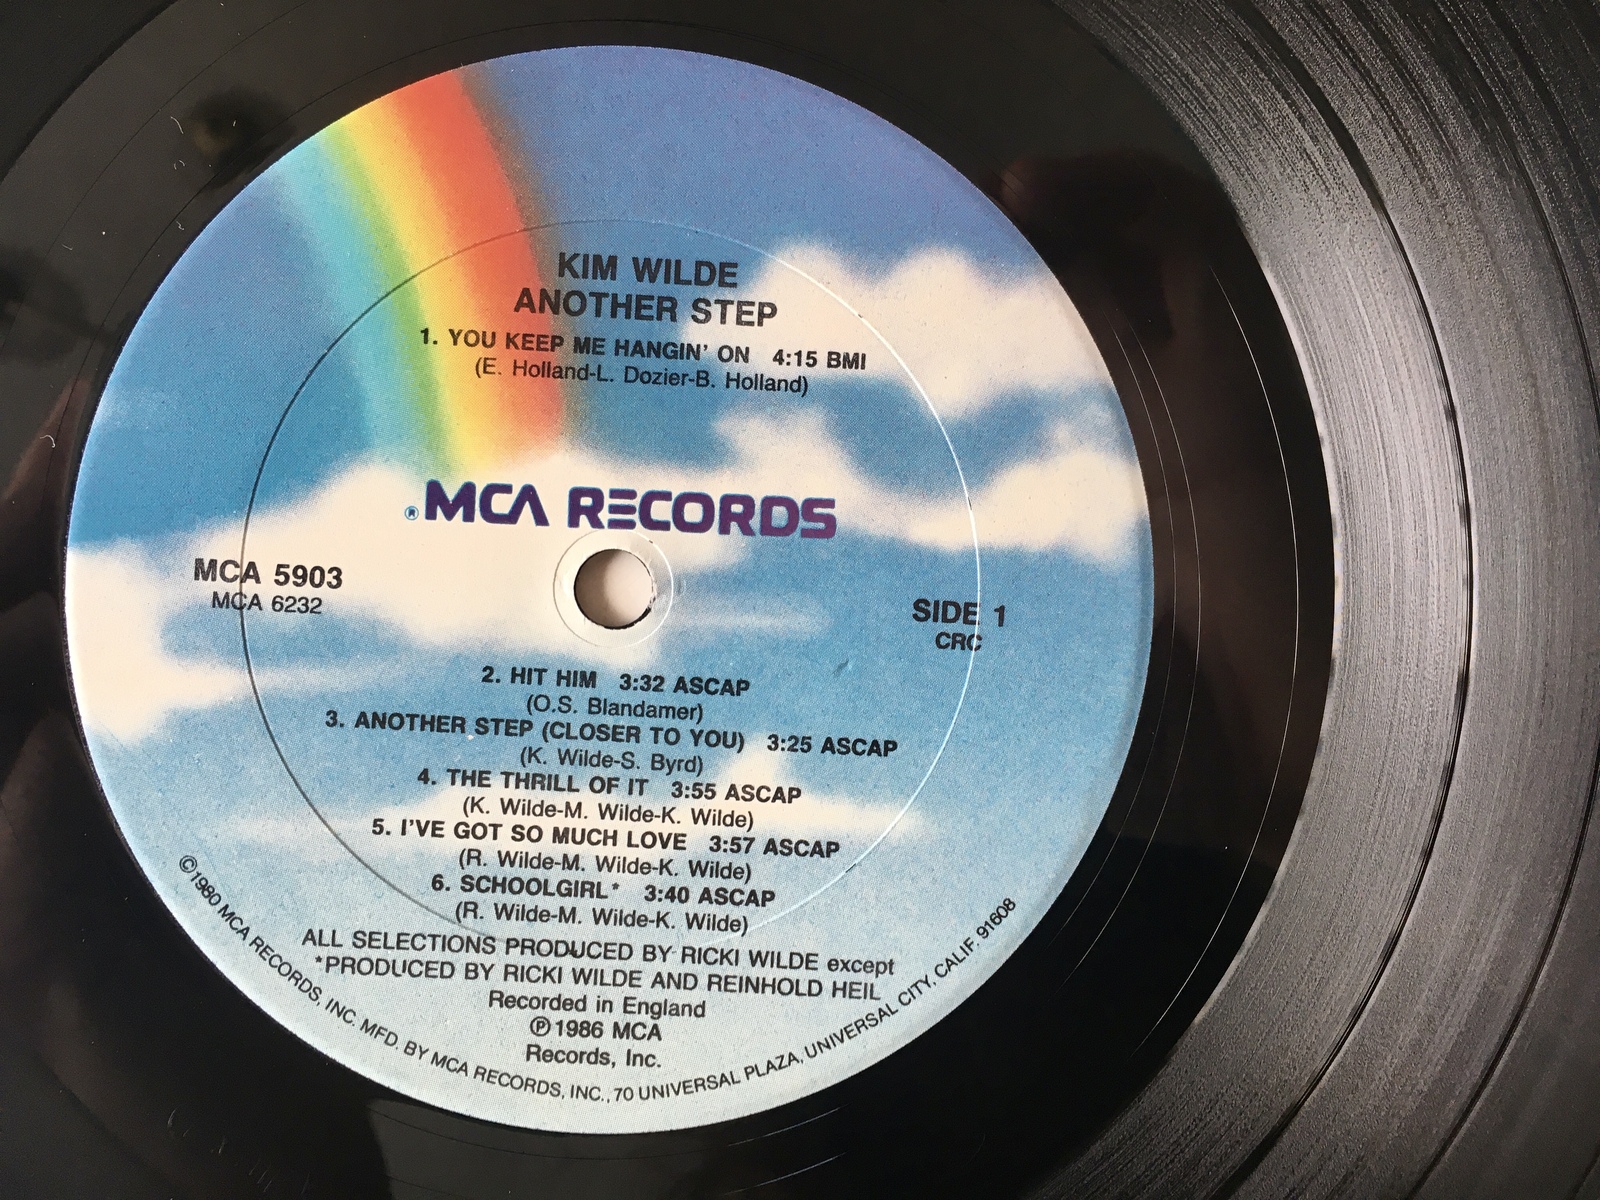 KIM WILDE
ANOTHER STEP
1. YOU KEEP ME HANGIN' ON 4:15 BMI
(E. Holland-L. Dozier-B. Holland)
®MCA RECORDS
MCA 5903
MCA 6232
SIDE 1
CRC
2. HIT HIM 3:32 ASCAP
(O.S. Blandamer)
3. ANOTHER STEP (CLOSER TO YOU) 3:25 ASCAP
(K. Wilde-S. Byrd)
4. THE THRILL OF IT 3:55 ASCAP
(K. Wilde-M. Wilde-K. Wilde)
5. I'VE GOT SO MUCH LOVE 3:57 ASCAP
(R. Wilde-M. Wilde-K. Wilde)
6. SCHOOLGIRL* 3:40 ASCAP
(R. Wilde-M. Wilde-K. Wilde)
ALL SELECTIONS PRODUCED BY RICKI WILDE except
*PRODUCED BY RICKI WILDE AND REINHOLD HEIL
Recorded in England
℗1986 MCA
Records, Inc.
©1980 MCA RECORDS, INC. MFD. BY MCA RECORDS, INC., 70 UNIVERSAL PLAZA, UNIVERSAL CITY, CALIF. 91608